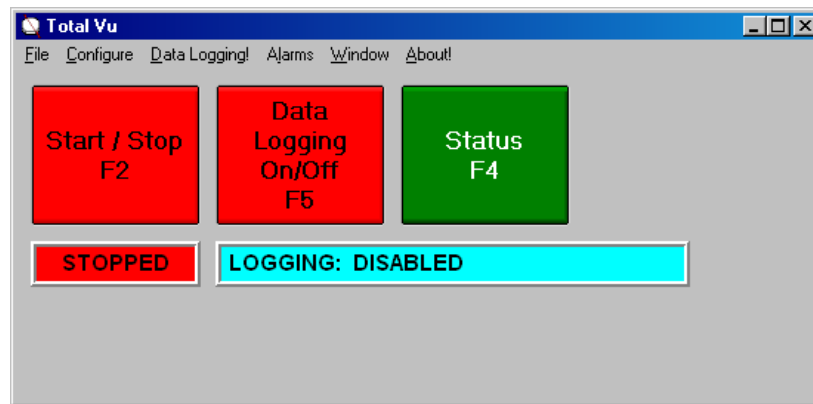 Total Vu
File Configure Data Logging! Alarms Window About!
Start / Stop
F2
Data
Logging
On/Off
F5
Status
F4
STOPPED
LOGGING: DISABLED